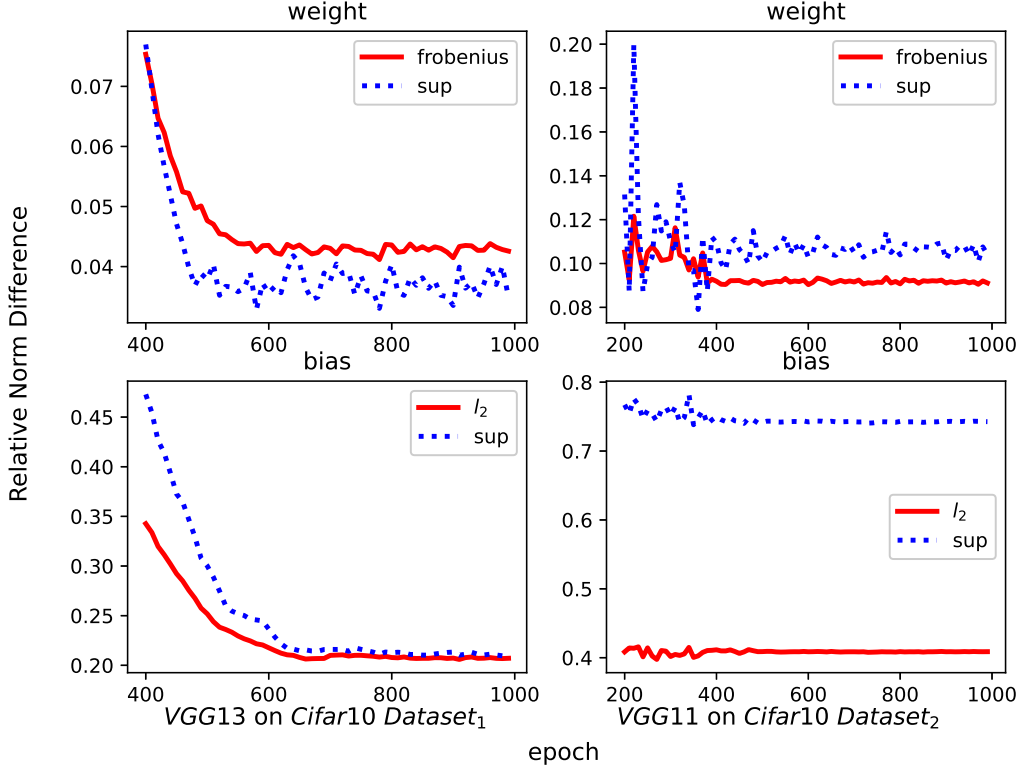 weight
weight
frobenius
sup
0.07
0.06
0.05
0.04
400
600
800
1000
frobenius
sup
0.20
0.18
0.16
0.14
0.12
0.10
0.08
200
400
600
800
1000
Relative Norm Difference
bias
bias
l₂
sup
0.45
0.40
0.35
0.30
0.25
0.20
400
600
800
1000
l₂
sup
0.8
0.7
0.6
0.5
0.4
200
400
600
800
1000
VGG13 on Cifar10 Dataset₁
VGG11 on Cifar10 Dataset₂
epoch